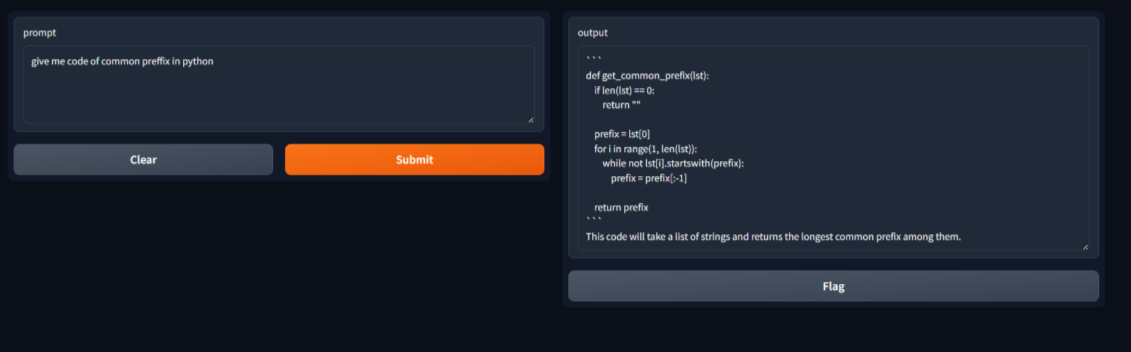 prompt
give me code of common preffix in python
Clear
Submit
output
```
def get_common_prefix(lst):
if len(lst) == 0:
return ""
prefix = lst[0]
for i in range(1, len(lst)):
while not lst[i].startswith(prefix):
prefix = prefix[:-1]
return prefix
```
This code will take a list of strings and returns the longest common prefix among them.
Flag